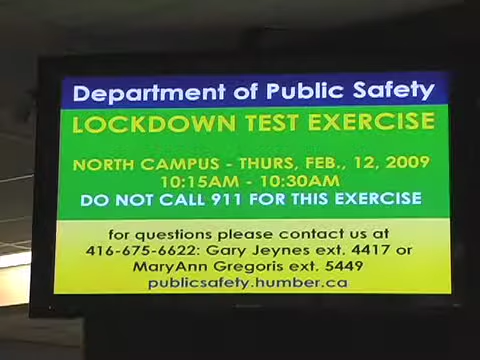 Department of Public Safety
LOCKDOWN TEST EXERCISE
NORTH CAMPUS - THURS, FEB., 12, 2009
10:15AM - 10:30AM
DO NOT CALL 911 FOR THIS EXERCISE
for questions please contact us at
416-675-6622: Gary Jeynes ext. 4417 or
MaryAnn Gregoris ext. 5449
publicsafety.humber.ca